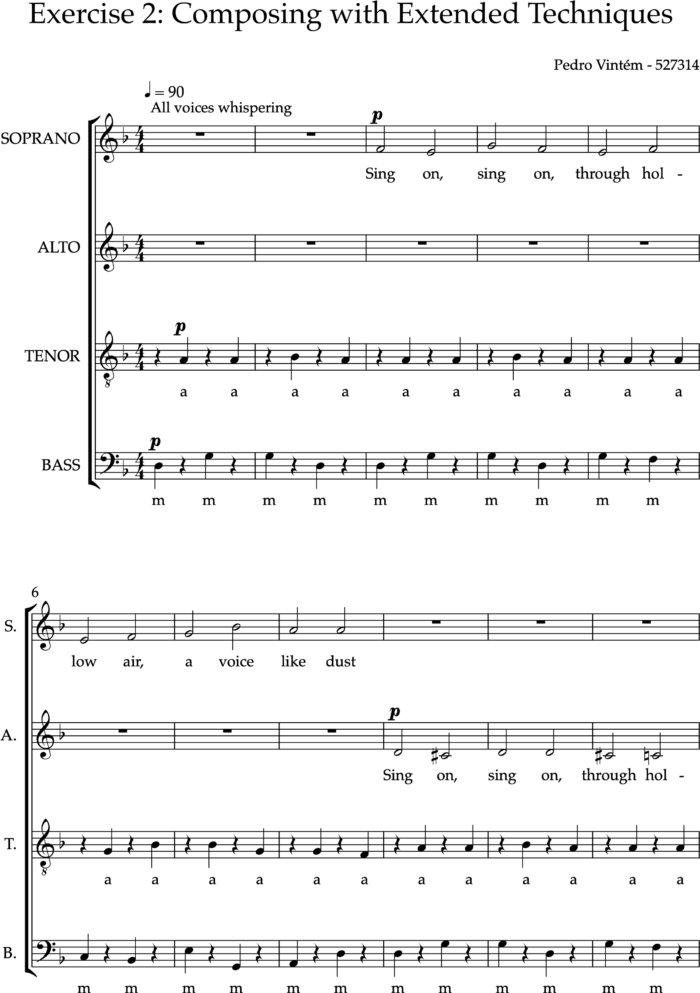 Exercise 2: Composing with Extended Techniques
Pedro Vintém - 527314
♩ = 90
All voices whispering
p
SOPRANO
Sing on, sing on, through hol -
ALTO
p
TENOR
a a a a a a a a a a
p
BASS
m m m m m m m m m m
6
S.
low air, a voice like dust
p
A.
Sing on, sing on, through hol -
T.
a a a a a a a a a a a a
B.
m m m m m m m m m m m m